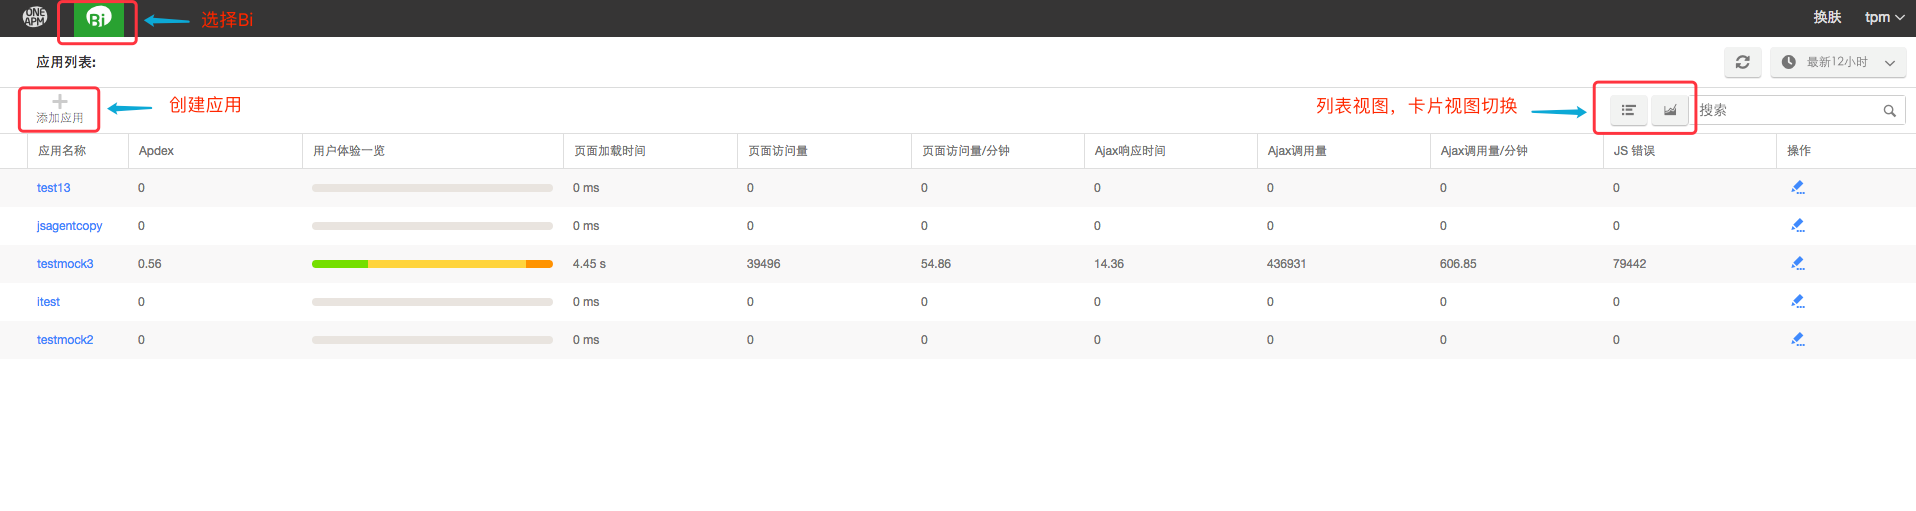 ONE APM Bi 选择Bi 换肤 tpm
应用列表: 最新12小时
添加应用 创建应用 列表视图，卡片视图切换 搜索
应用名称 Apdex 用户体验一览 页面加载时间 页面访问量 页面访问量/分钟 Ajax响应时间 Ajax调用量 Ajax调用量/分钟 JS 错误 操作
test13 0 0 ms 0 0 0 0 0 0
jsagentcopy 0 0 ms 0 0 0 0 0 0
testmock3 0.56 4.45 s 39496 54.86 14.36 436931 606.85 79442
itest 0 0 ms 0 0 0 0 0 0
testmock2 0 0 ms 0 0 0 0 0 0